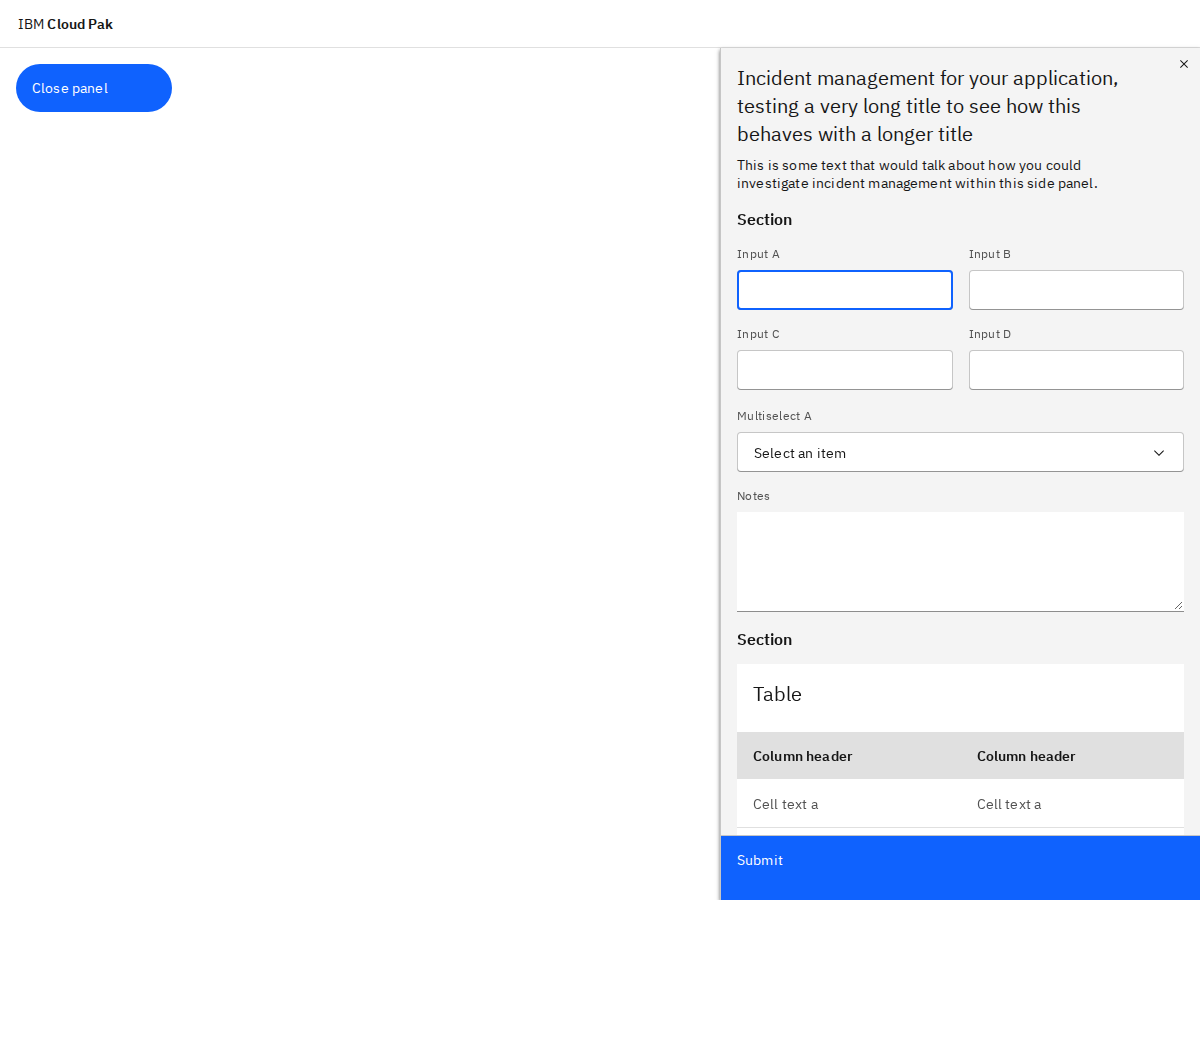 IBM Cloud Pak
Close panel
Incident management for your application,
testing a very long title to see how this
behaves with a longer title
This is some text that would talk about how you could
investigate incident management within this side panel.
Section
Input A
Input B
Input C
Input D
Multiselect A
Select an item
Notes
Section
Table
Column header Column header
Cell text a Cell text a
Submit